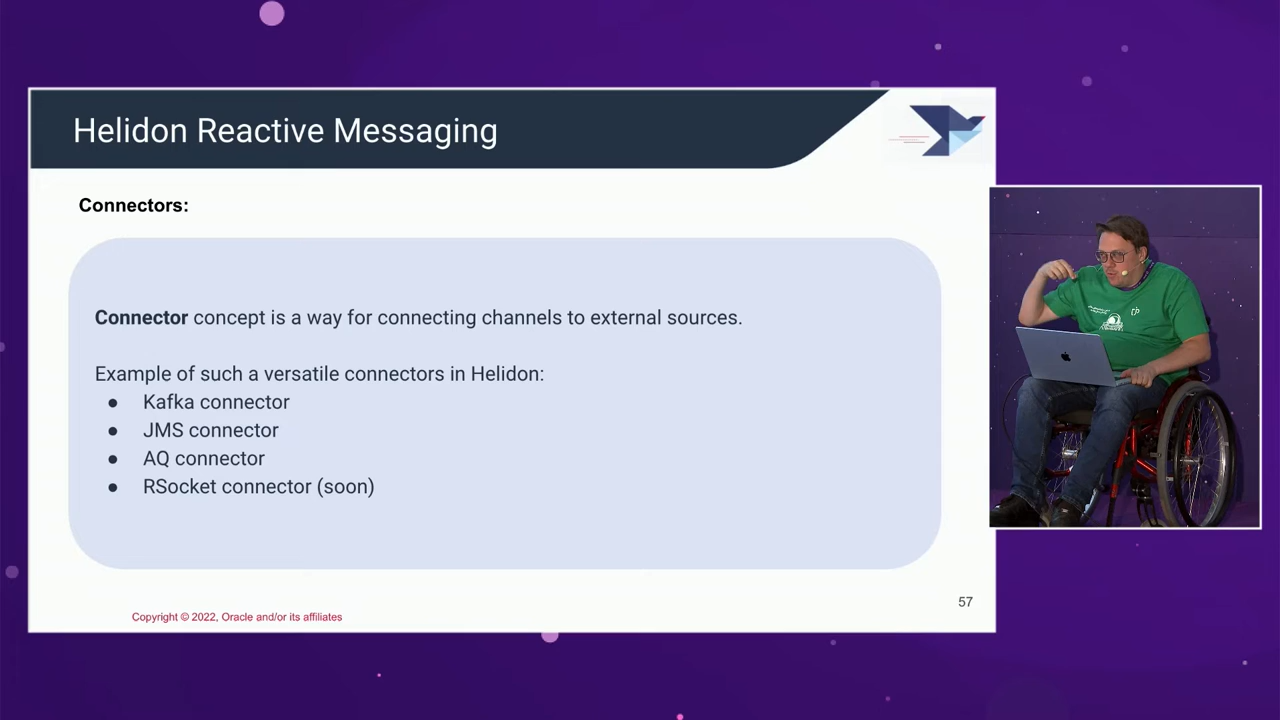 Helidon Reactive Messaging
Connectors:
Connector concept is a way for connecting channels to external sources.
Example of such a versatile connectors in Helidon:
● Kafka connector
● JMS connector
● AQ connector
● RSocket connector (soon)
57
Copyright © 2022, Oracle and/or its affiliates